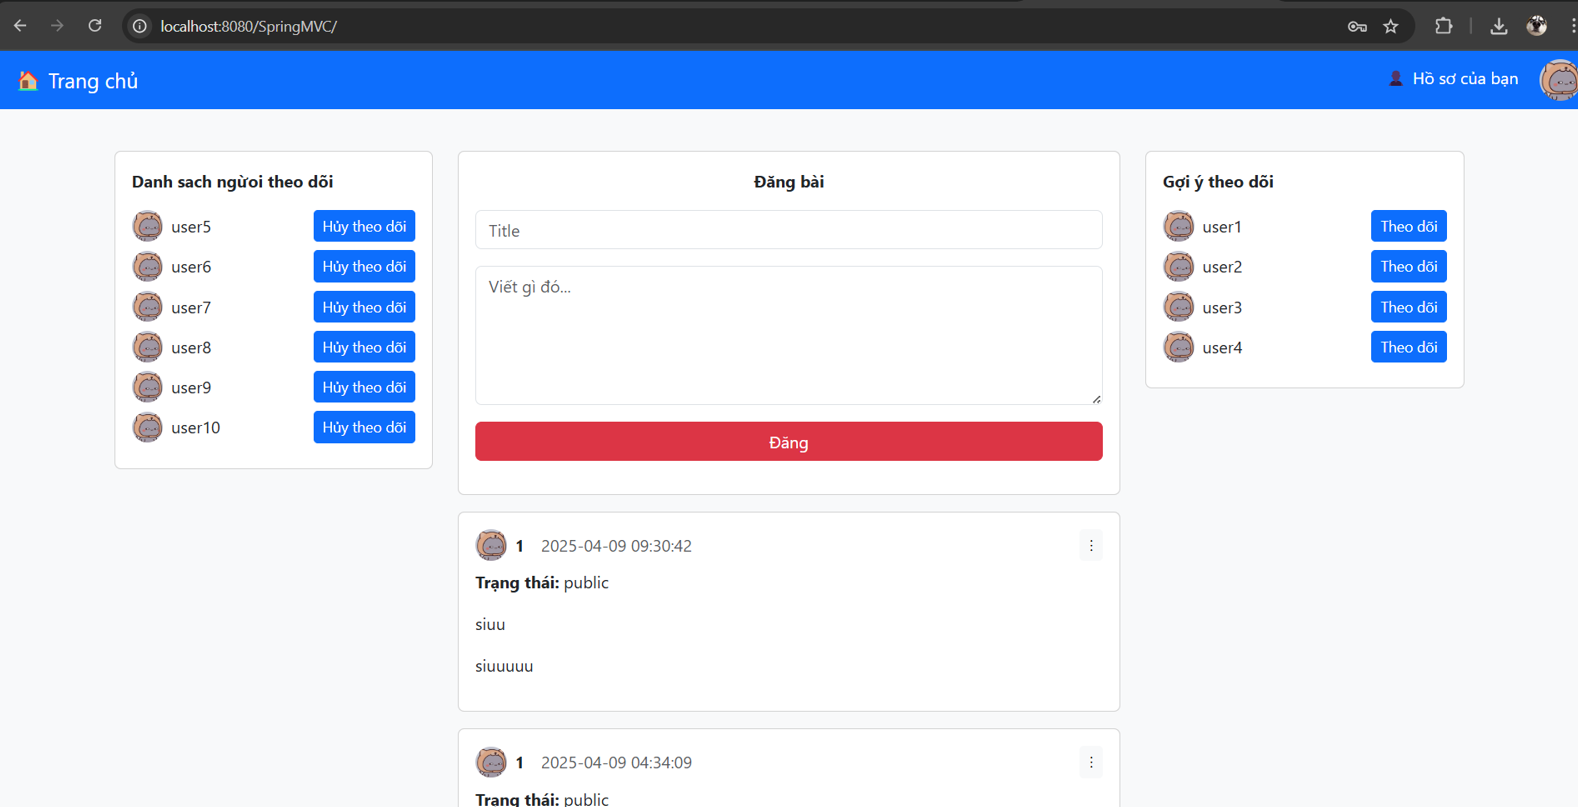 localhost:8080/SpringMVC/
Trang chủ
Hồ sơ của bạn
Danh sach ngừoi theo dõi
user5 Hủy theo dõi
user6 Hủy theo dõi
user7 Hủy theo dõi
user8 Hủy theo dõi
user9 Hủy theo dõi
user10 Hủy theo dõi
Đăng bài
Title
Viết gì đó...
Đăng
1 2025-04-09 09:30:42
Trạng thái: public
siuu
siuuuuu
1 2025-04-09 04:34:09
Trạng thái: public
Gợi ý theo dõi
user1 Theo dõi
user2 Theo dõi
user3 Theo dõi
user4 Theo dõi